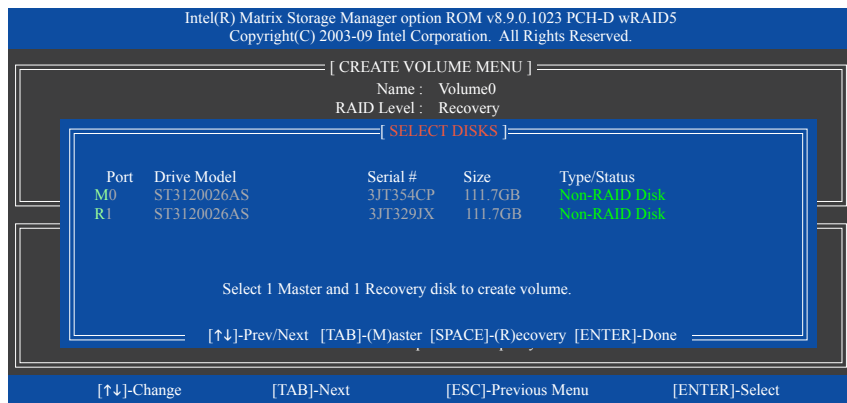 Intel(R) Matrix Storage Manager option ROM v8.9.0.1023 PCH-D wRAID5
Copyright(C) 2003-09 Intel Corporation. All Rights Reserved.
[ CREATE VOLUME MENU ]
Name : Volume0
RAID Level : Recovery
[ SELECT DISKS ]
Port Drive Model Serial # Size Type/Status
M0 ST3120026AS 3JT354CP 111.7GB Non-RAID Disk
R1 ST3120026AS 3JT329JX 111.7GB Non-RAID Disk
Select 1 Master and 1 Recovery disk to create volume.
[↑↓]-Prev/Next [TAB]-(M)aster [SPACE]-(R)ecovery [ENTER]-Done
[↑↓]-Change [TAB]-Next [ESC]-Previous Menu [ENTER]-Select